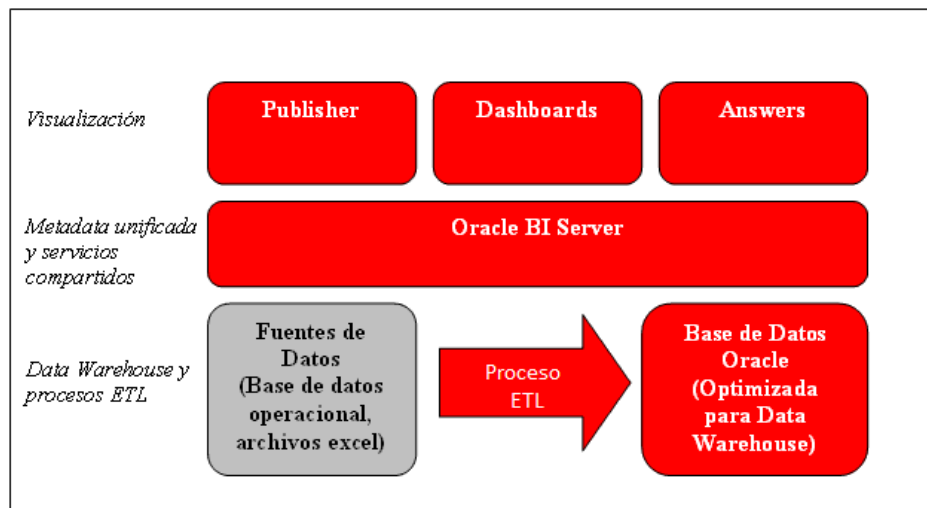 Visualización
Publisher
Dashboards
Answers
Metadata unificada
y servicios
compartidos
Oracle BI Server
Data Warehouse y
procesos ETL
Fuentes de
Datos
(Base de datos
operacional,
archivos excel)
Proceso
ETL
Base de Datos
Oracle
(Optimizada
para Data
Warehouse)